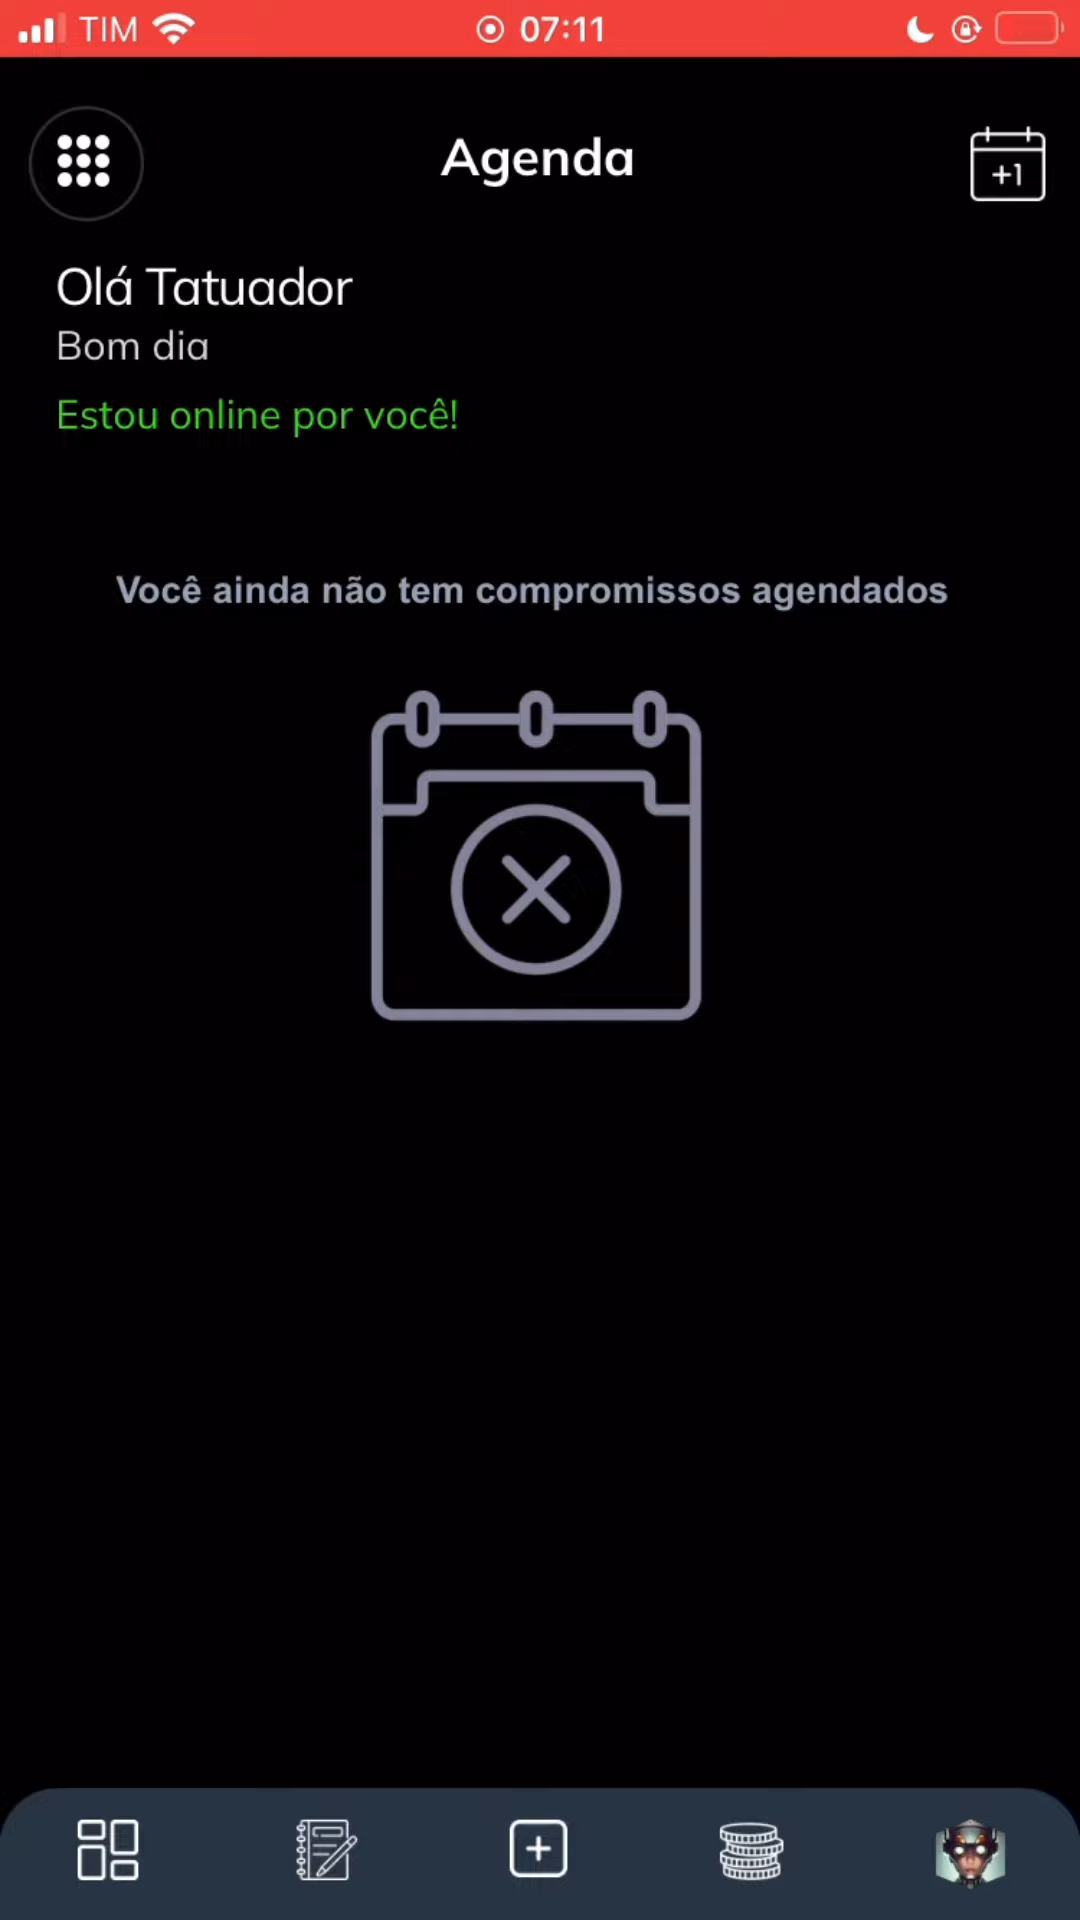 TIM 07:11
Agenda
+1
Olá Tatuador
Bom dia
Estou online por você!
Você ainda não tem compromissos agendados